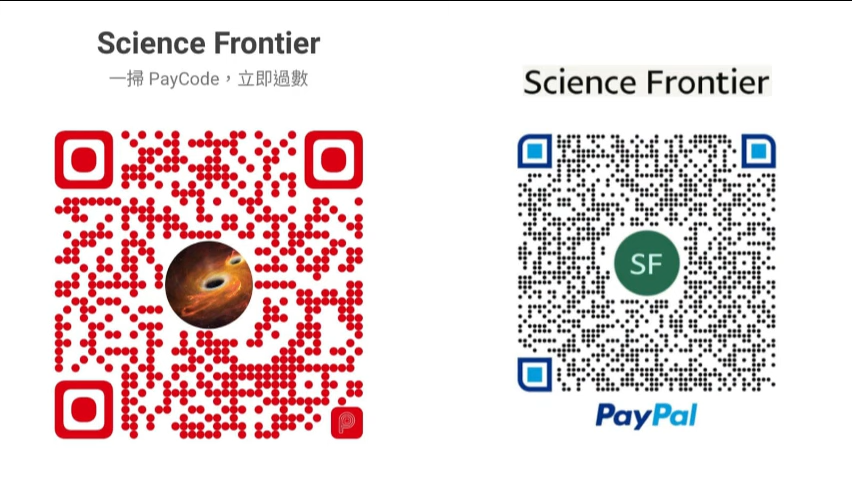 Science Frontier
一掃 PayCode，立即過數
Science Frontier
SF
PayPal